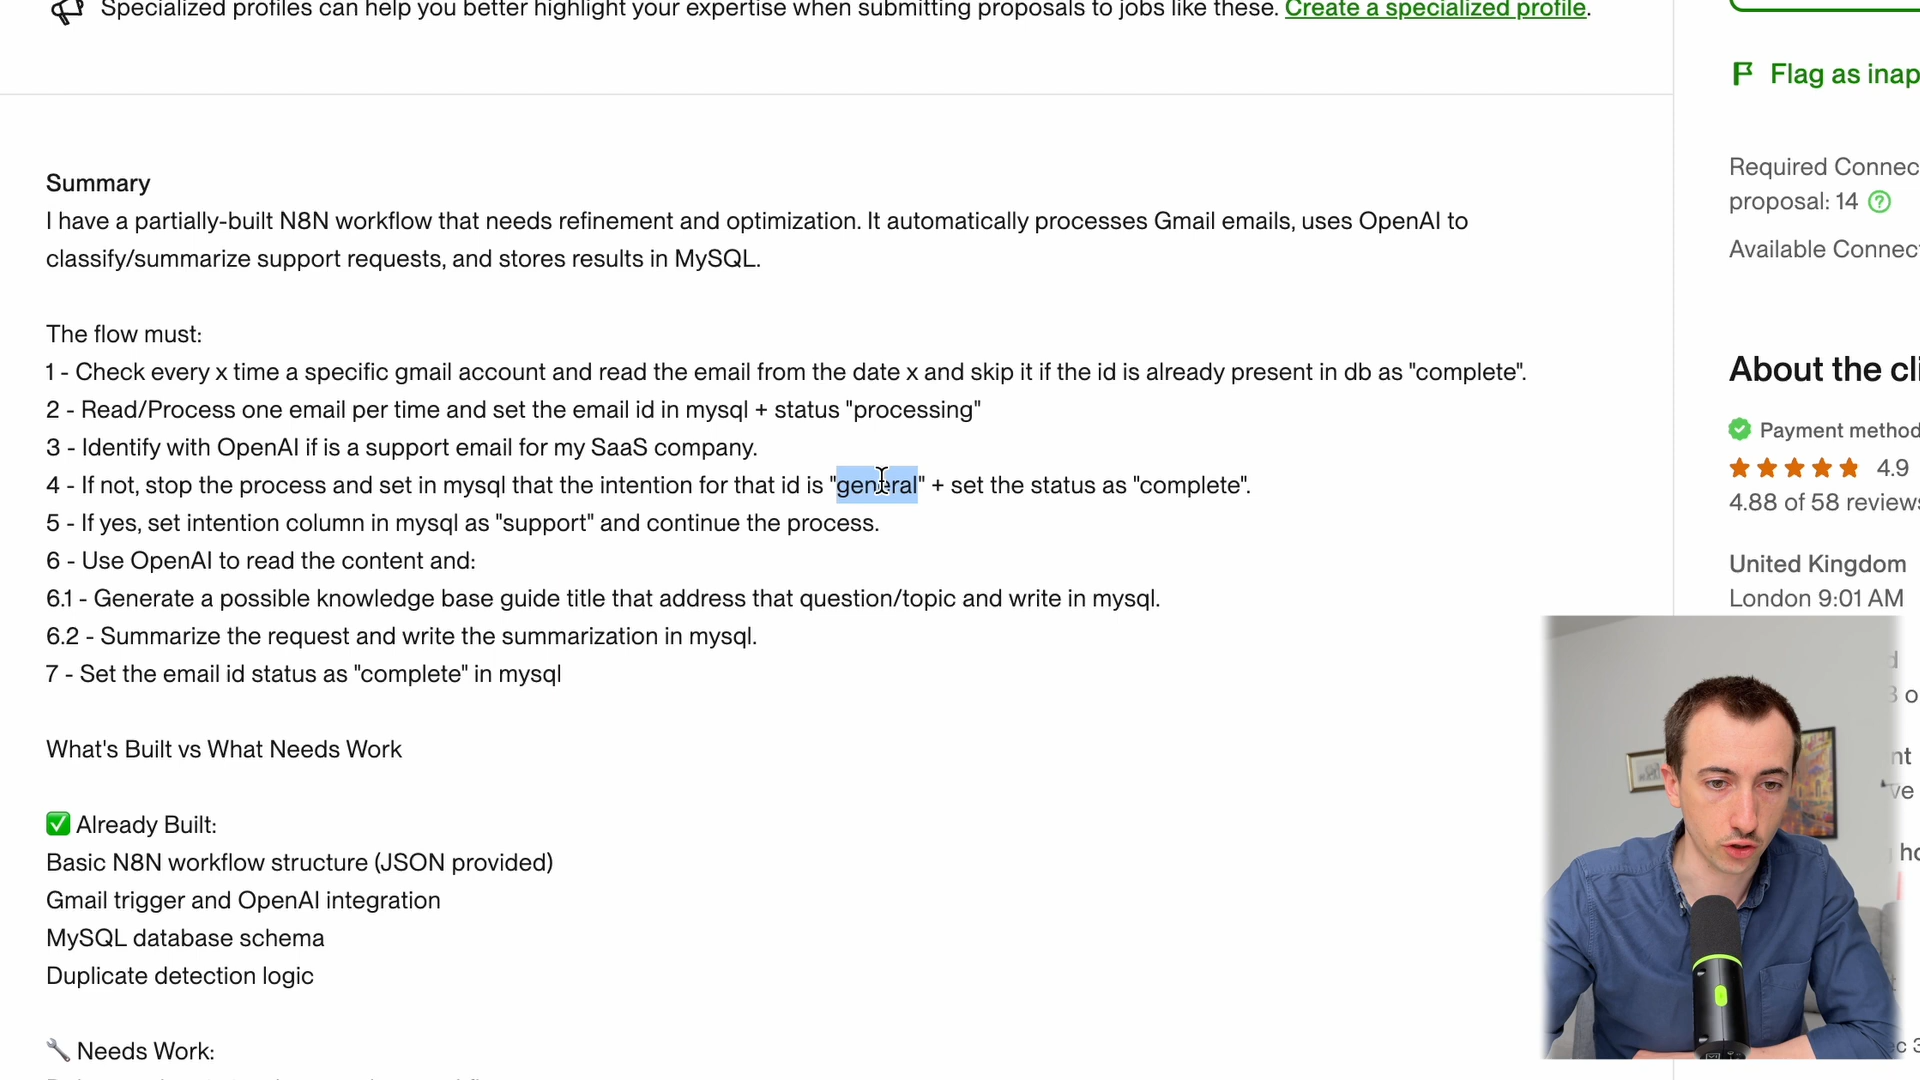 Specialized profiles can help you better highlight your expertise when submitting proposals to jobs like these. Create a specialized profile.
Flag as inap
Summary
I have a partially-built N8N workflow that needs refinement and optimization. It automatically processes Gmail emails, uses OpenAI to
classify/summarize support requests, and stores results in MySQL.
The flow must:
1 - Check every x time a specific gmail account and read the email from the date x and skip it if the id is already present in db as "complete".
2 - Read/Process one email per time and set the email id in mysql + status "processing"
3 - Identify with OpenAI if is a support email for my SaaS company.
4 - If not, stop the process and set in mysql that the intention for that id is "general" + set the status as "complete".
5 - If yes, set intention column in mysql as "support" and continue the process.
6 - Use OpenAI to read the content and:
6.1 - Generate a possible knowledge base guide title that address that question/topic and write in mysql.
6.2 - Summarize the request and write the summarization in mysql.
7 - Set the email id status as "complete" in mysql
What's Built vs What Needs Work
Already Built:
Basic N8N workflow structure (JSON provided)
Gmail trigger and OpenAI integration
MySQL database schema
Duplicate detection logic
Needs Work:
Required Connec
proposal: 14
Available Connec
About the cli
Payment method
4.9
4.88 of 58 reviews
United Kingdom
London 9:01 AM